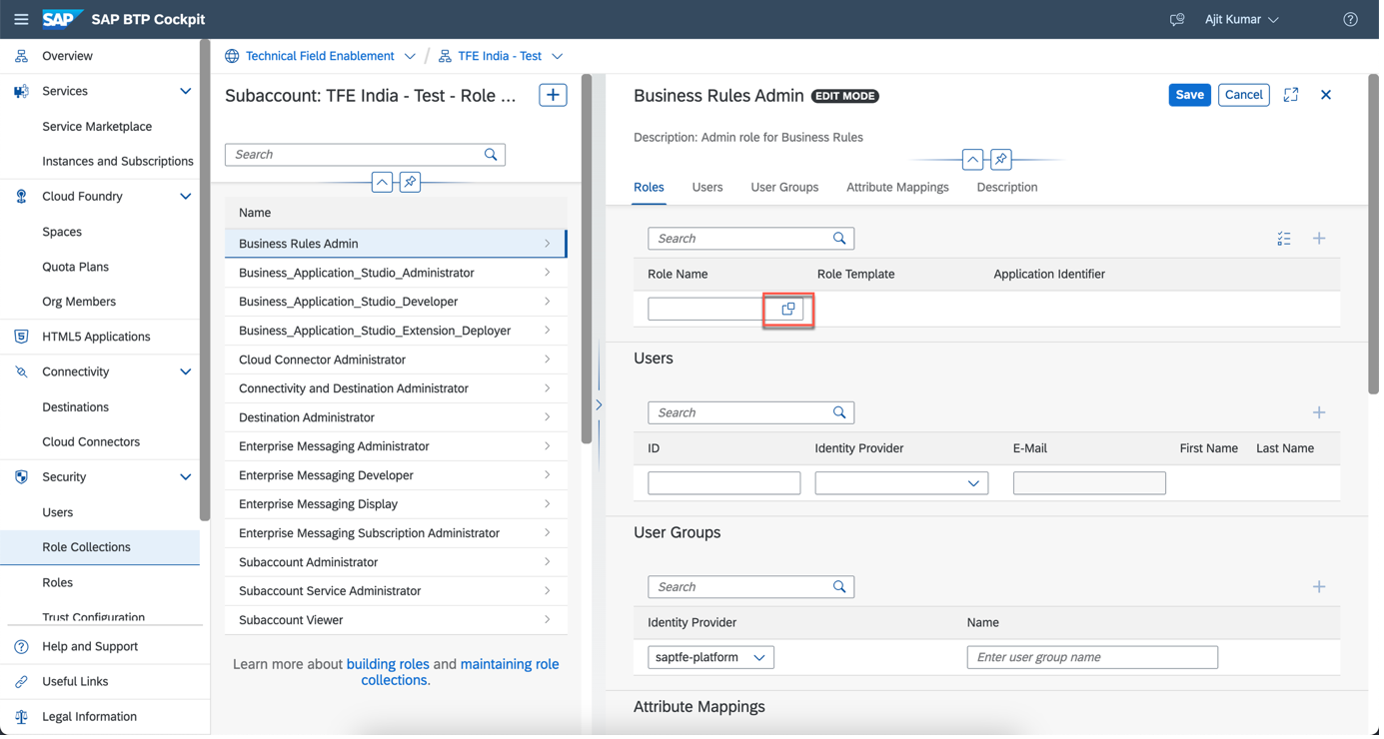 SAP SAP BTP Cockpit
Ajit Kumar
Overview
Services
Service Marketplace
Instances and Subscriptions
Cloud Foundry
Spaces
Quota Plans
Org Members
HTML5 Applications
Connectivity
Destinations
Cloud Connectors
Security
Users
Role Collections
Roles
Trust Configuration
Help and Support
Useful Links
Legal Information
Technical Field Enablement / TFE India - Test
Subaccount: TFE India - Test - Role ...
Search
Name
Business Rules Admin
Business_Application_Studio_Administrator
Business_Application_Studio_Developer
Business_Application_Studio_Extension_Deployer
Cloud Connector Administrator
Connectivity and Destination Administrator
Destination Administrator
Enterprise Messaging Administrator
Enterprise Messaging Developer
Enterprise Messaging Display
Enterprise Messaging Subscription Administrator
Subaccount Administrator
Subaccount Service Administrator
Subaccount Viewer
Learn more about building roles and maintaining role
collections.
Business Rules Admin EDIT MODE
Save Cancel
Description: Admin role for Business Rules
Roles Users User Groups Attribute Mappings Description
Search
Role Name Role Template Application Identifier
Users
Search
ID Identity Provider E-Mail First Name Last Name
User Groups
Search
Identity Provider Name
saptfe-platform Enter user group name
Attribute Mappings